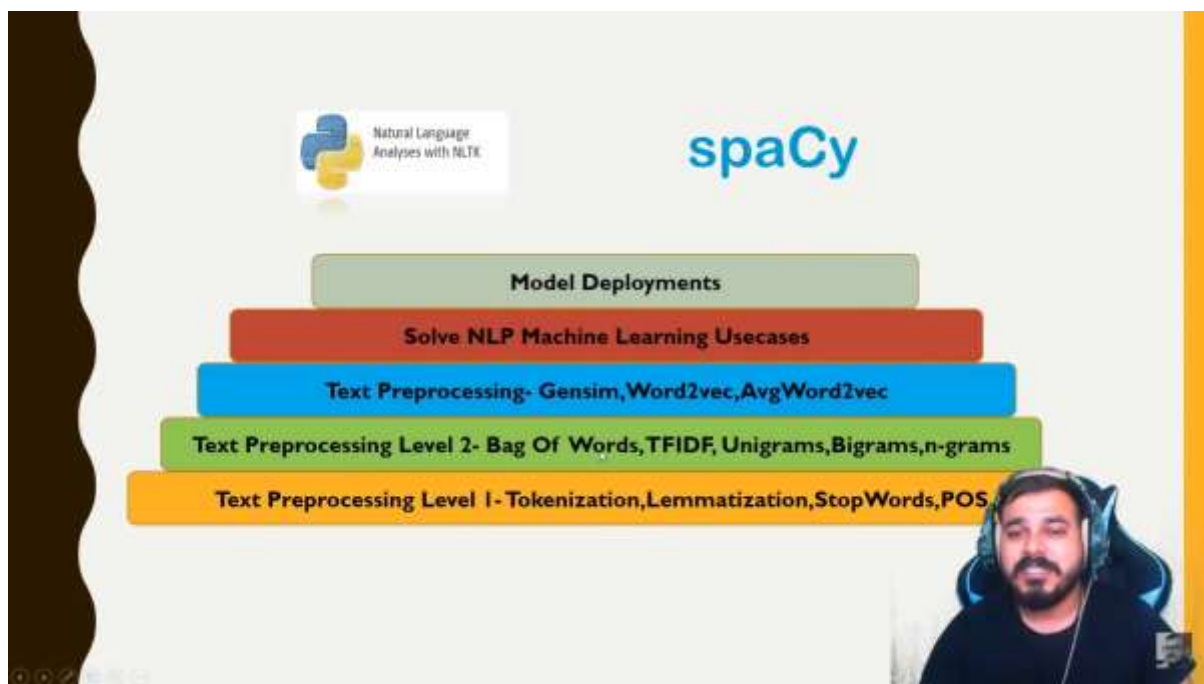 Natural Language
Analyses with NLTK
spaCy
Model Deployments
Solve NLP Machine Learning Usecases
Text Preprocessing- Gensim,Word2vec,AvgWord2vec
Text Preprocessing Level 2- Bag Of Words,TFIDF, Unigrams,Bigrams,n-grams
Text Preprocessing Level 1- Tokenization,Lemmatization,StopWords,POS